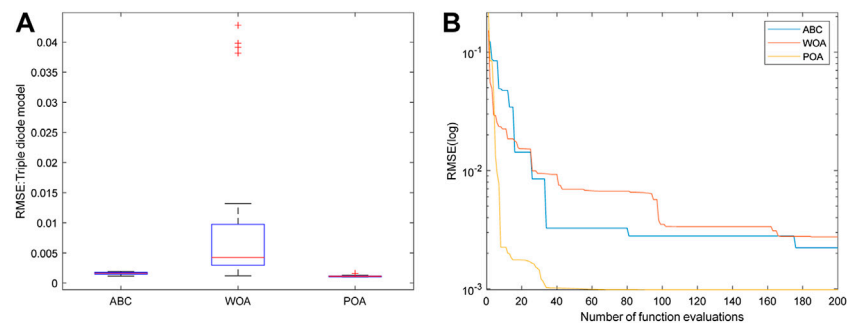 A
RMSE:Triple diode model
0.04
0.035
0.03
0.025
0.02
0.015
0.01
0.005
0
ABC
WOA
POA
B
RMSE(log)
10-1
10-2
10-3
ABC
WOA
POA
0 20 40 60 80 100 120 140 160 180 200
Number of function evaluations